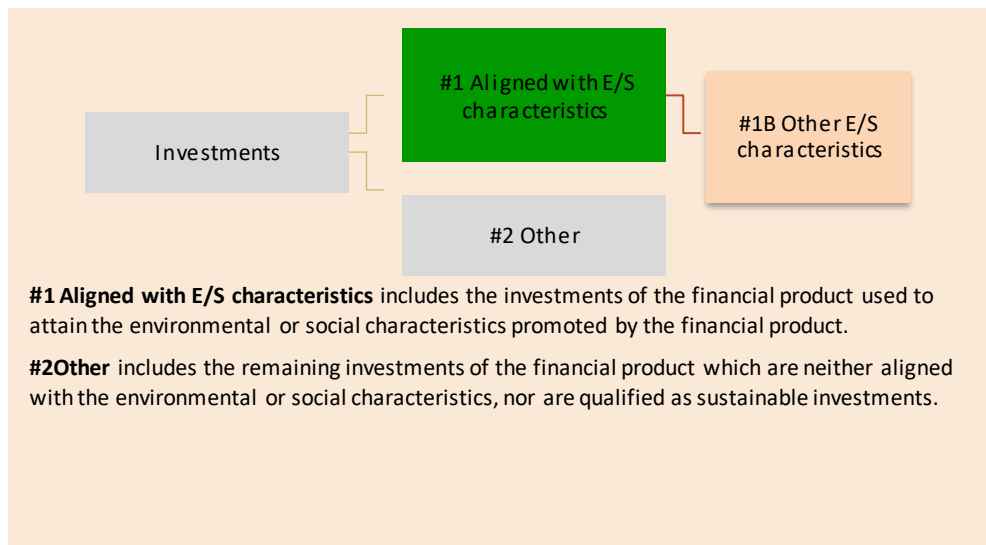 #1 Aligned with E/S
characteristics
#1B Other E/S
characteristics
Investments
#2 Other
#1 Aligned with E/S characteristics includes the investments of the financial product used to
attain the environmental or social characteristics promoted by the financial product.
#2Other includes the remaining investments of the financial product which are neither aligned
with the environmental or social characteristics, nor are qualified as sustainable investments.